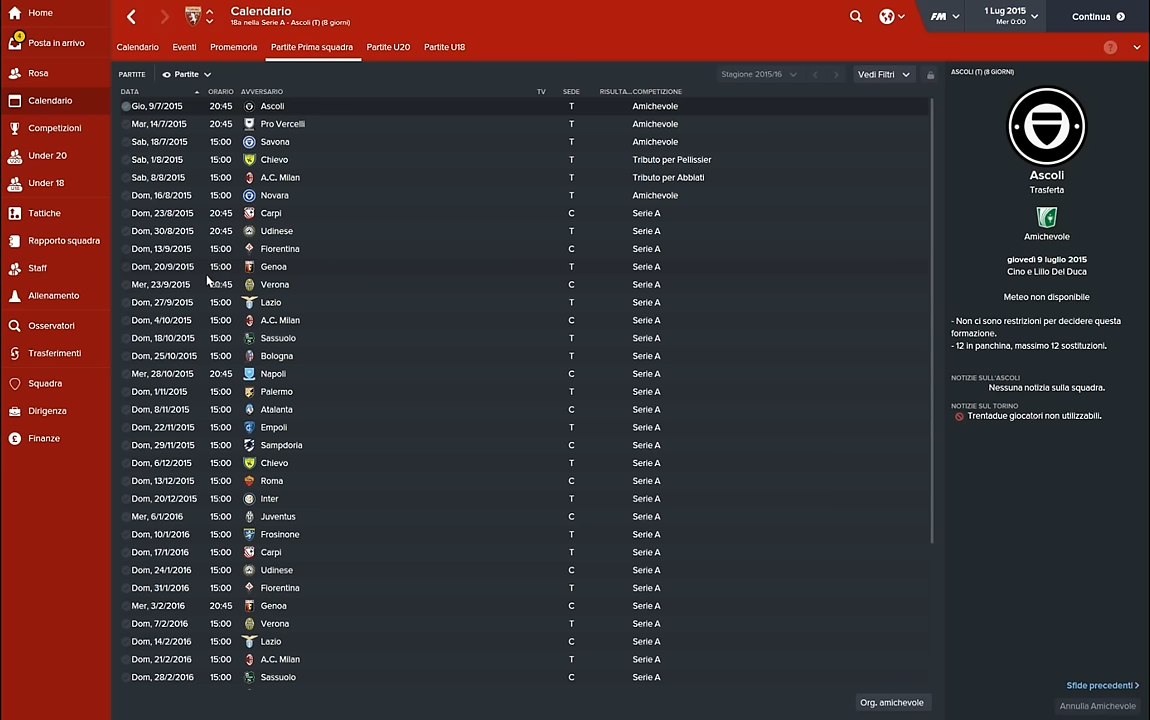 Home
Calendario
18a nella Serie A - Ascoli (T) (8 giorni)
FM
1 Lug 2015
Mer 0:00
Continua
4
Posta in arrivo
Rosa
Calendario
Competizioni
Under 20
Under 18
Tattiche
Rapporto squadra
Staff
Allenamento
Osservatori
Trasferimenti
Squadra
Dirigenza
Finanze
Calendario Eventi Promemoria Partite Prima squadra Partite U20 Partite U18
?
PARTITE Partite Stagione 2015/16 Vedi Filtri
DATA ORARIO AVVERSARIO TV SEDE RISULTA... COMPETIZIONE
Gio, 9/7/2015 20:45 Ascoli T Amichevole
Mar, 14/7/2015 20:45 Pro Vercelli T Amichevole
Sab, 18/7/2015 15:00 Savona T Amichevole
Sab, 1/8/2015 15:00 Chievo T Tributo per Pellissier
Sab, 8/8/2015 15:00 A.C. Milan T Tributo per Abbiati
Dom, 16/8/2015 15:00 Novara T Amichevole
Dom, 23/8/2015 20:45 Carpi C Serie A
Dom, 30/8/2015 20:45 Udinese T Serie A
Dom, 13/9/2015 15:00 Fiorentina C Serie A
Dom, 20/9/2015 15:00 Genoa T Serie A
Mer, 23/9/2015 20:45 Verona C Serie A
Dom, 27/9/2015 15:00 Lazio T Serie A
Dom, 4/10/2015 15:00 A.C. Milan C Serie A
Dom, 18/10/2015 15:00 Sassuolo T Serie A
Dom, 25/10/2015 15:00 Bologna T Serie A
Mer, 28/10/2015 20:45 Napoli C Serie A
Dom, 1/11/2015 15:00 Palermo T Serie A
Dom, 8/11/2015 15:00 Atalanta C Serie A
Dom, 22/11/2015 15:00 Empoli T Serie A
Dom, 29/11/2015 15:00 Sampdoria C Serie A
Dom, 6/12/2015 15:00 Chievo T Serie A
Dom, 13/12/2015 15:00 Roma C Serie A
Dom, 20/12/2015 15:00 Inter T Serie A
Mer, 6/1/2016 15:00 Juventus C Serie A
Dom, 10/1/2016 15:00 Frosinone T Serie A
Dom, 17/1/2016 15:00 Carpi T Serie A
Dom, 24/1/2016 15:00 Udinese C Serie A
Dom, 31/1/2016 15:00 Fiorentina T Serie A
Mer, 3/2/2016 20:45 Genoa C Serie A
Dom, 7/2/2016 15:00 Verona T Serie A
Dom, 14/2/2016 15:00 Lazio C Serie A
Dom, 21/2/2016 15:00 A.C. Milan T Serie A
Dom, 28/2/2016 15:00 Sassuolo C Serie A
Org. amichevole
ASCOLI (T) (8 GIORNI)
Ascoli
Trasferta
Amichevole
giovedì 9 luglio 2015
Cino e Lillo Del Duca
Meteo non disponibile
- Non ci sono restrizioni per decidere questa
formazione.
- 12 in panchina, massimo 12 sostituzioni.
NOTIZIE SULL'ASCOLI
Nessuna notizia sulla squadra.
NOTIZIE SUL TORINO
Trentadue giocatori non utilizzabili.
Sfide precedenti
Annulla Amichevole